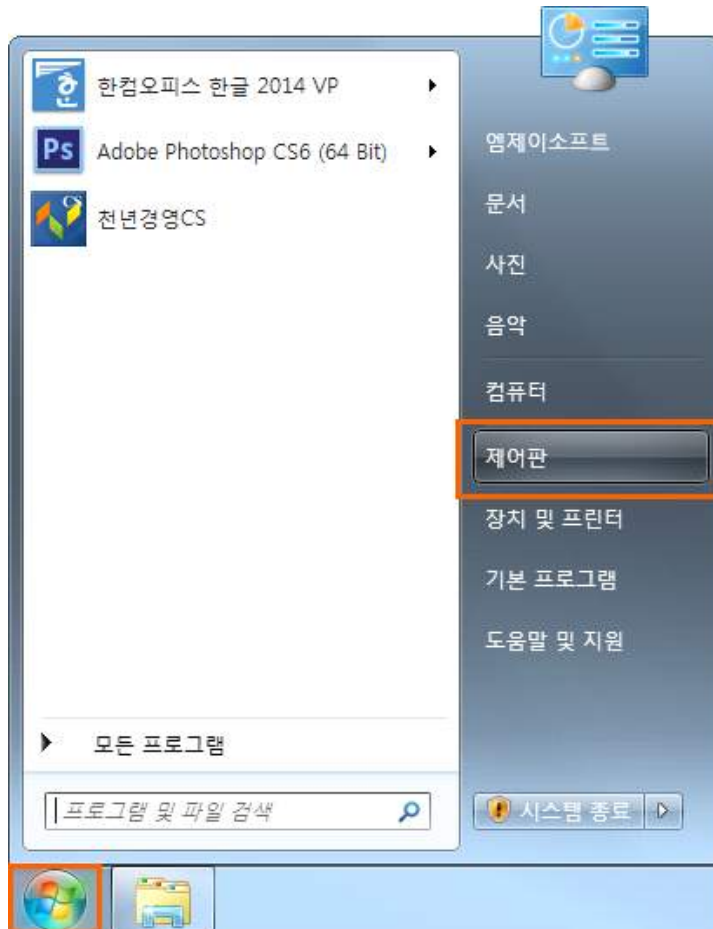 한컴오피스 한글 2014 VP
Ps Adobe Photoshop CS6 (64 Bit)
CS 천년경영CS
모든 프로그램
프로그램 및 파일 검색
엠제이소프트
문서
사진
음악
컴퓨터
제어판
장치 및 프린터
기본 프로그램
도움말 및 지원
시스템 종료